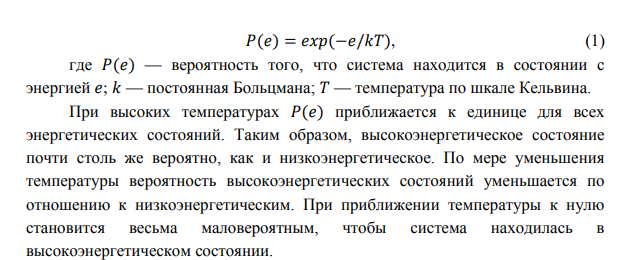 P(e) = exp(−e/kT), (1)
где P(e) — вероятность того, что система находится в состоянии с
энергией e; k — постоянная Больцмана; T — температура по шкале Кельвина.
При высоких температурах P(e) приближается к единице для всех
энергетических состояний. Таким образом, высокоэнергетическое состояние
почти столь же вероятно, как и низкоэнергетическое. По мере уменьшения
температуры вероятность высокоэнергетических состояний уменьшается по
отношению к низкоэнергетическим. При приближении температуры к нулю
становится весьма маловероятным, чтобы система находилась в
высокоэнергетическом состоянии.